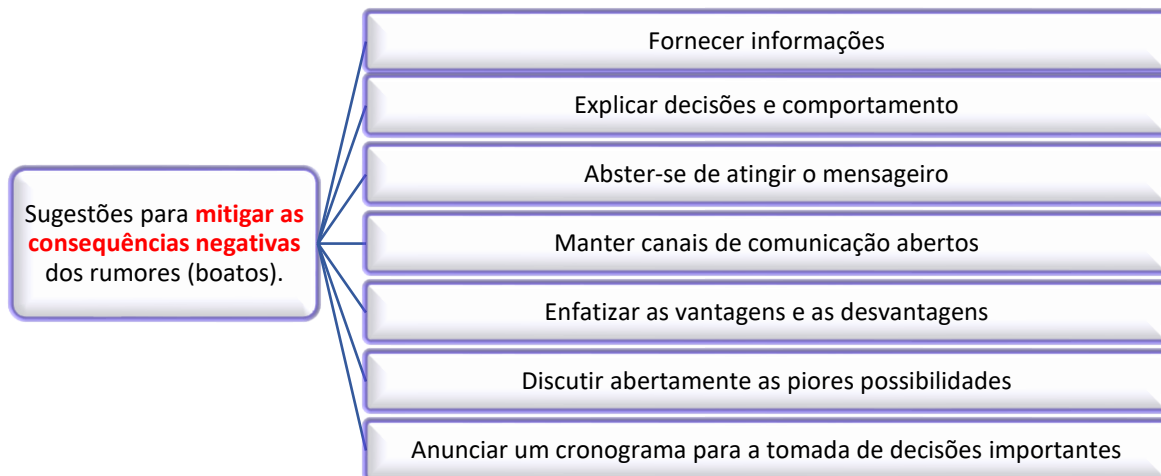 Sugestões para mitigar as
consequências negativas
dos rumores (boatos).
Fornecer informações
Explicar decisões e comportamento
Abster-se de atingir o mensageiro
Manter canais de comunicação abertos
Enfatizar as vantagens e as desvantagens
Discutir abertamente as piores possibilidades
Anunciar um cronograma para a tomada de decisões importantes